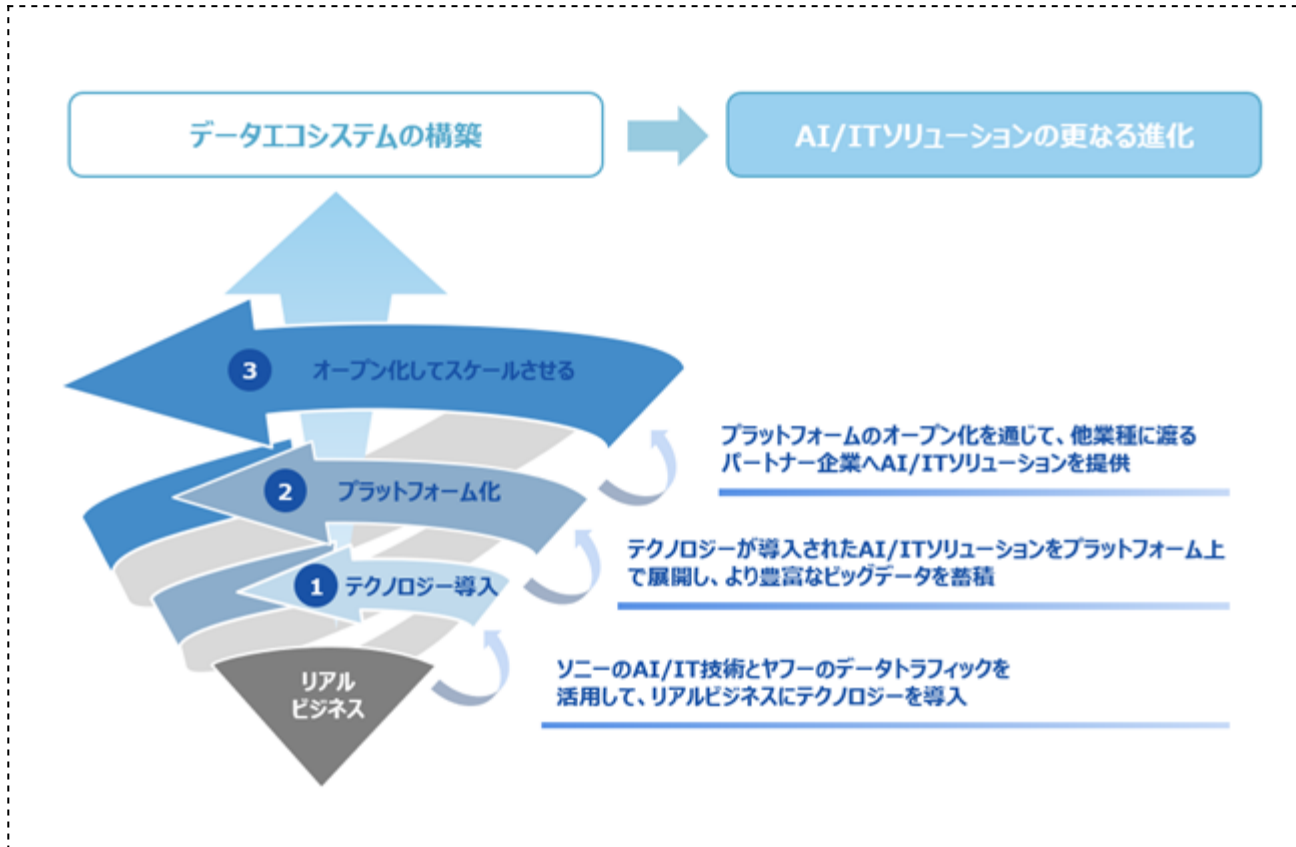 データエコシステムの構築
AI/ITソリューションの更なる進化
3 オープン化してスケールさせる
プラットフォームのオープン化を通じて、他業種に渡る
パートナー企業へAI/ITソリューションを提供
2 プラットフォーム化
テクノロジーが導入されたAI/ITソリューションをプラットフォーム上
で展開し、より豊富なビッグデータを蓄積
1 テクノロジー導入
ソニーのAI/IT技術とヤフーのデータトラフィックを
活用して、リアルビジネスにテクノロジーを導入
リアル
ビジネス